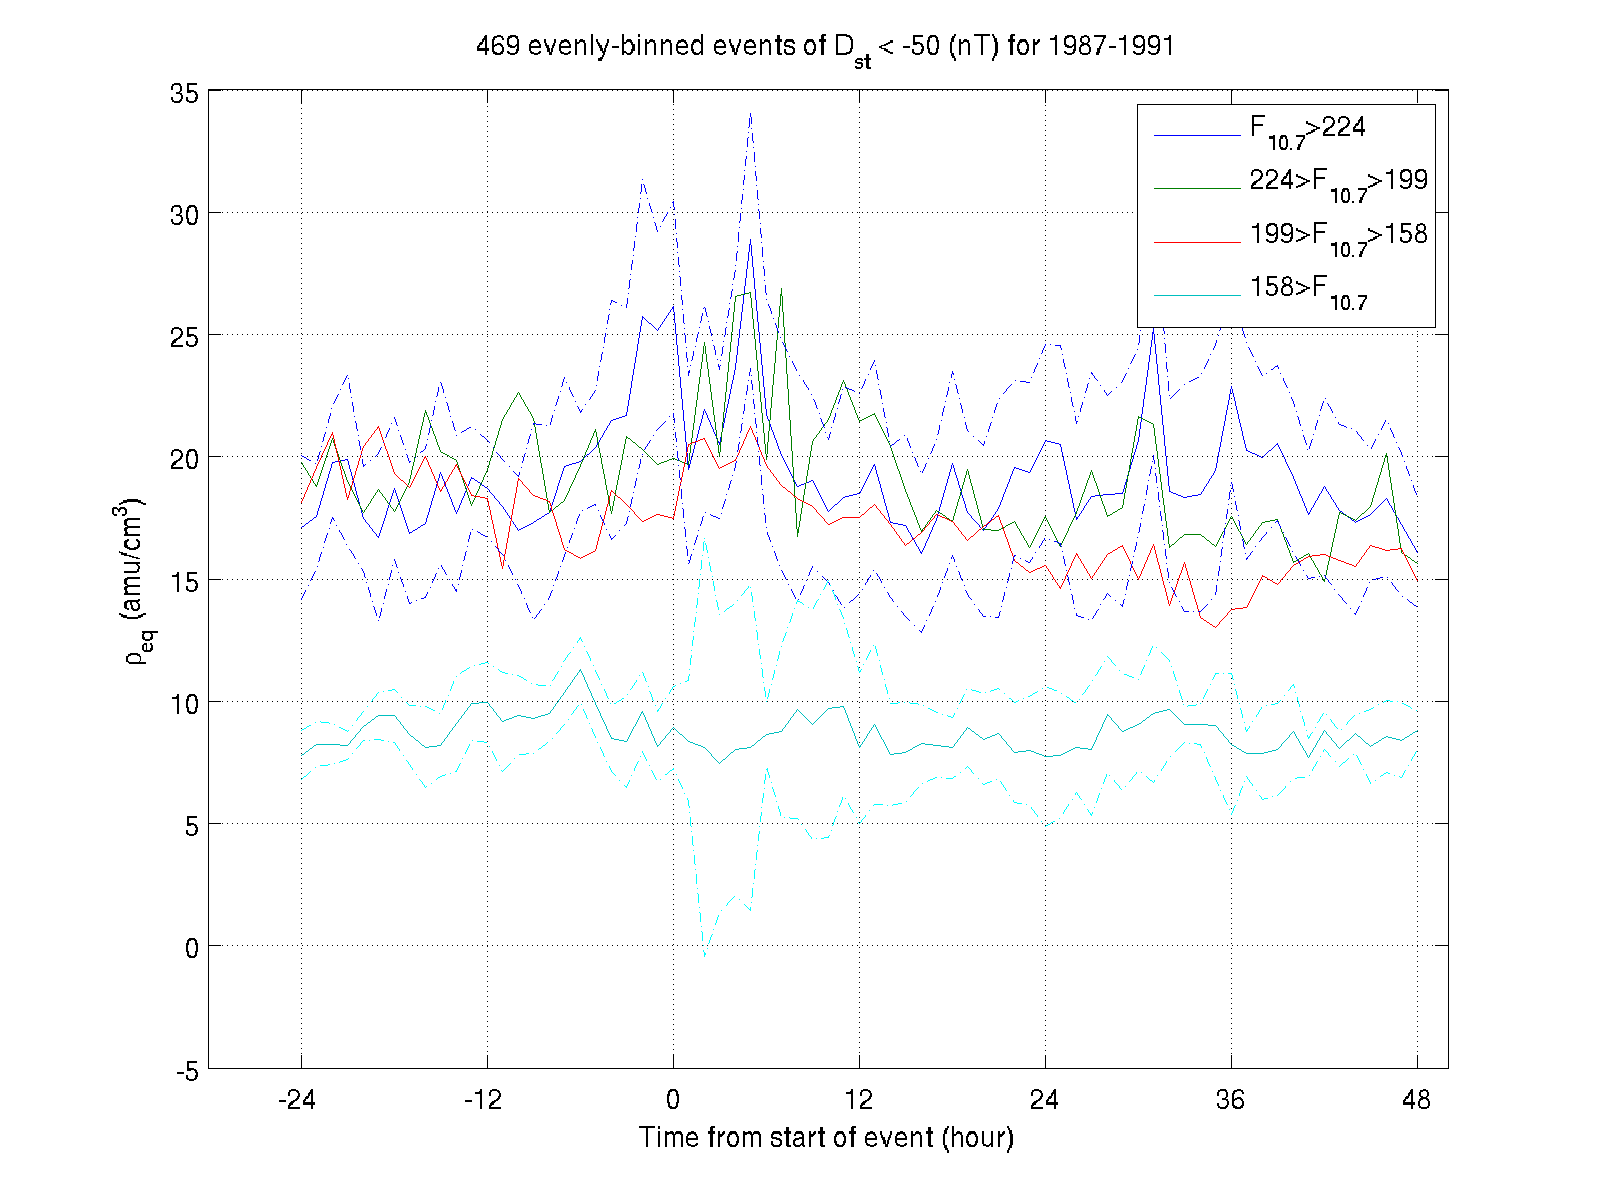 469 evenly-binned events of D_st < -50 (nT) for 1987-1991
35
30
25
20
15
10
5
0
-5
ρ_eq (amu/cm^3)
F_10.7>224
224>F_10.7>199
199>F_10.7>158
158>F_10.7
-24 -12 0 12 24 36 48
Time from start of event (hour)